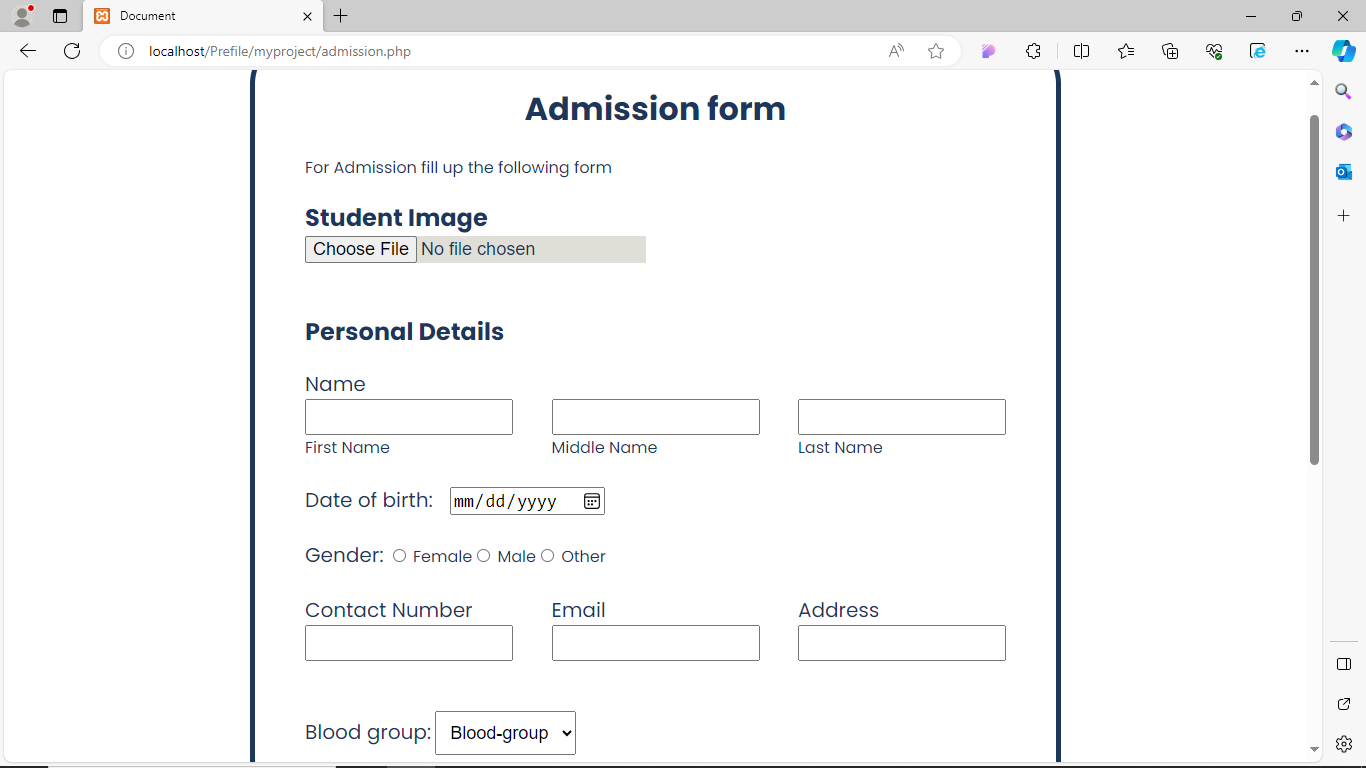 Document
localhost/Prefile/myproject/admission.php
Admission form
For Admission fill up the following form
Student Image
Choose File No file chosen
Personal Details
Name
First Name Middle Name Last Name
Date of birth: mm/dd/yyyy
Gender: Female Male Other
Contact Number Email Address
Blood group: Blood-group